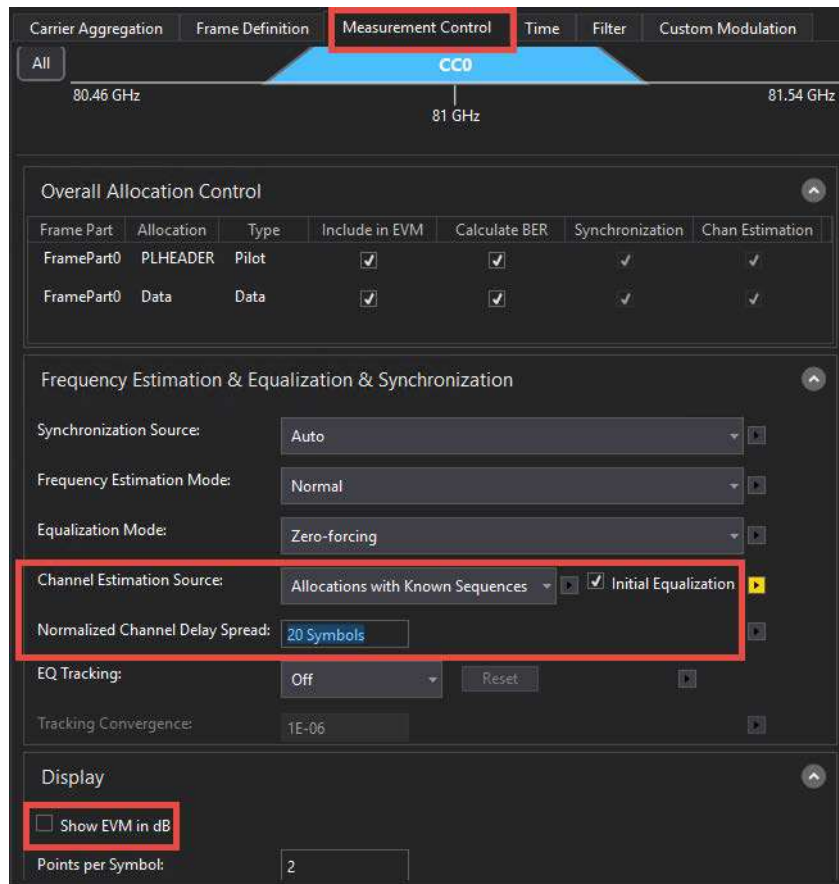 Carrier Aggregation Frame Definition Measurement Control Time Filter Custom Modulation
All CC0
80.46 GHz 81 GHz 81.54 GHz
Overall Allocation Control
Frame Part Allocation Type Include in EVM Calculate BER Synchronization Chan Estimation
FramePart0 PLHEADER Pilot
FramePart0 Data Data
Frequency Estimation & Equalization & Synchronization
Synchronization Source: Auto
Frequency Estimation Mode: Normal
Equalization Mode: Zero-forcing
Channel Estimation Source: Allocations with Known Sequences Initial Equalization
Normalized Channel Delay Spread: 20 Symbols
EQ Tracking: Off Reset
Tracking Convergence: 1E-06
Display
Show EVM in dB
Points per Symbol: 2